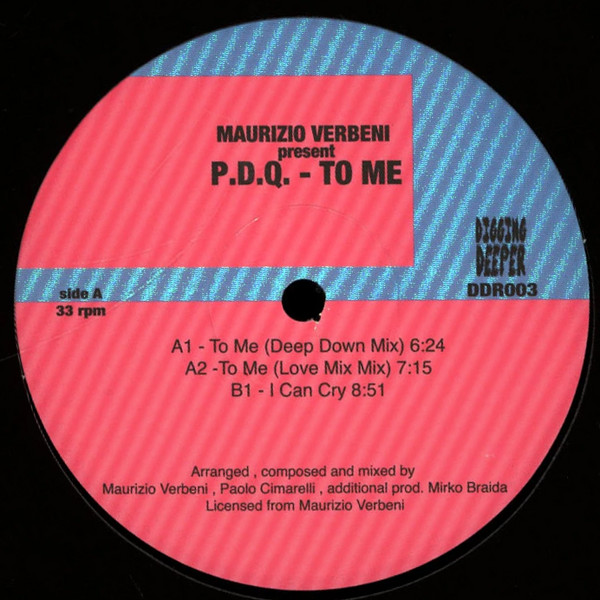 MAURIZIO VERBENI
present
P.D.Q. - TO ME
DIGGING
DEEPER
DDR003
side A
33 rpm
A1 - To Me (Deep Down Mix) 6:24
A2 -To Me (Love Mix Mix) 7:15
B1 - I Can Cry 8:51
Arranged , composed and mixed by
Maurizio Verbeni , Paolo Cimarelli , additional prod. Mirko Braida
Licensed from Maurizio Verbeni